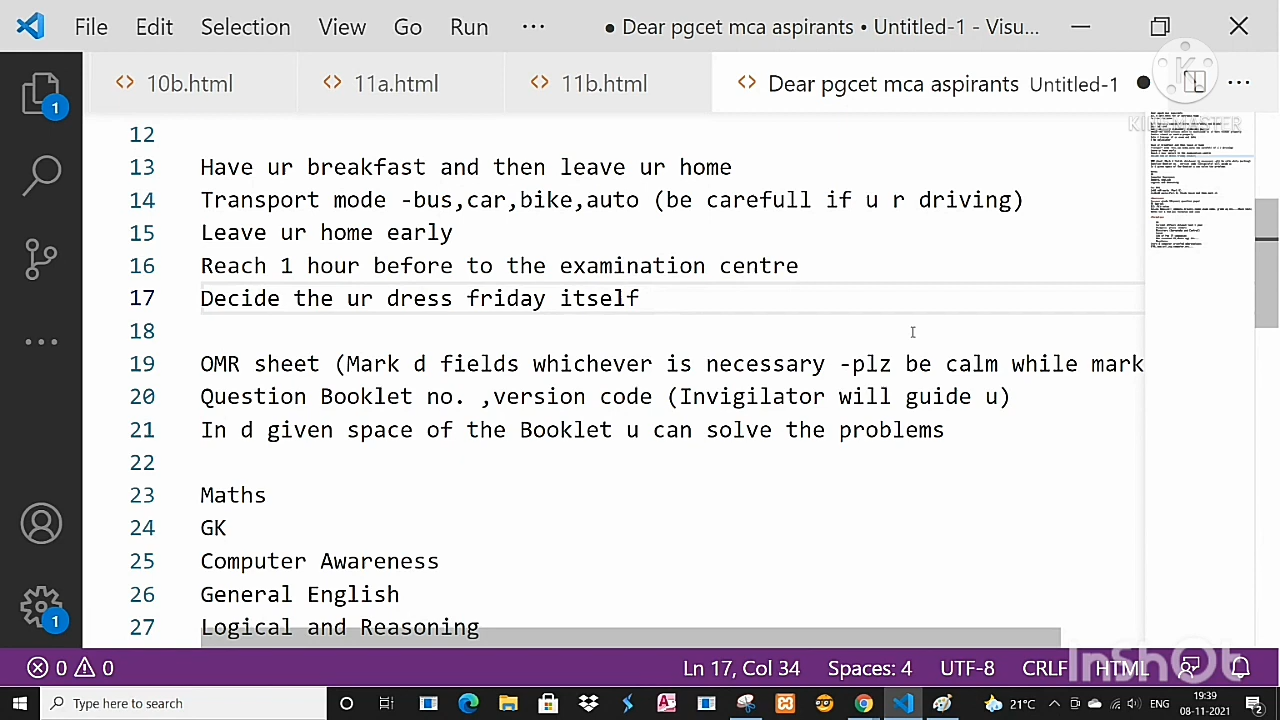 File Edit Selection View Go Run ··· ● Dear pgcet mca aspirants • Untitled-1 - Visu...
10b.html 11a.html 11b.html Dear pgcet mca aspirants Untitled-1 ● ···
KINEMASTER
12
13 Have ur breakfast and then leave ur home
14 Transport mode -bus,car,bike,auto (be carefull if u r driving)
15 Leave ur home early
16 Reach 1 hour before to the examination centre
17 Decide the ur dress friday itself
18
19 OMR sheet (Mark d fields whichever is necessary -plz be calm while mark
20 Question Booklet no. ,version code (Invigilator will guide u)
21 In d given space of the Booklet u can solve the problems
22
23 Maths
24 GK
25 Computer Awareness
26 General English
27 Logical and Reasoning
1
1
0 0 Ln 17, Col 34 Spaces: 4 UTF-8 CRLF HTML
InShOt
Type here to search 21°C ENG 19:39
08-11-2021 2